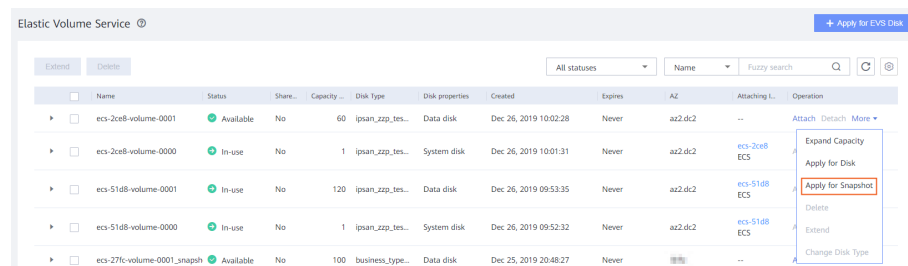 Elastic Volume Service
+ Apply for EVS Disk
Extend Delete All statuses Name Fuzzy search
Name Status Share... Capacity ... Disk Type Disk properties Created Expires AZ Attaching I... Operation
ecs-2ce8-volume-0001 Available No 60 ipsan_zzp_tes... Data disk Dec 26, 2019 10:02:28 Never az2.dc2 -- Attach Detach More
ecs-2ce8-volume-0000 In-use No 1 ipsan_zzp_tes... System disk Dec 26, 2019 10:01:31 Never az2.dc2 ecs-2ce8 ECS
ecs-51d8-volume-0001 In-use No 120 ipsan_zzp_tes... Data disk Dec 26, 2019 09:53:35 Never az2.dc2 ecs-51d8 ECS
ecs-51d8-volume-0000 In-use No 1 ipsan_zzp_tes... System disk Dec 26, 2019 09:52:32 Never az2.dc2 ecs-51d8 ECS
ecs-27fc-volume-0001_snapsh Available No 100 business_type... Data disk Dec 25, 2019 20:48:27 Never --
Expand Capacity
Apply for Disk
Apply for Snapshot
Delete
Extend
Change Disk Type